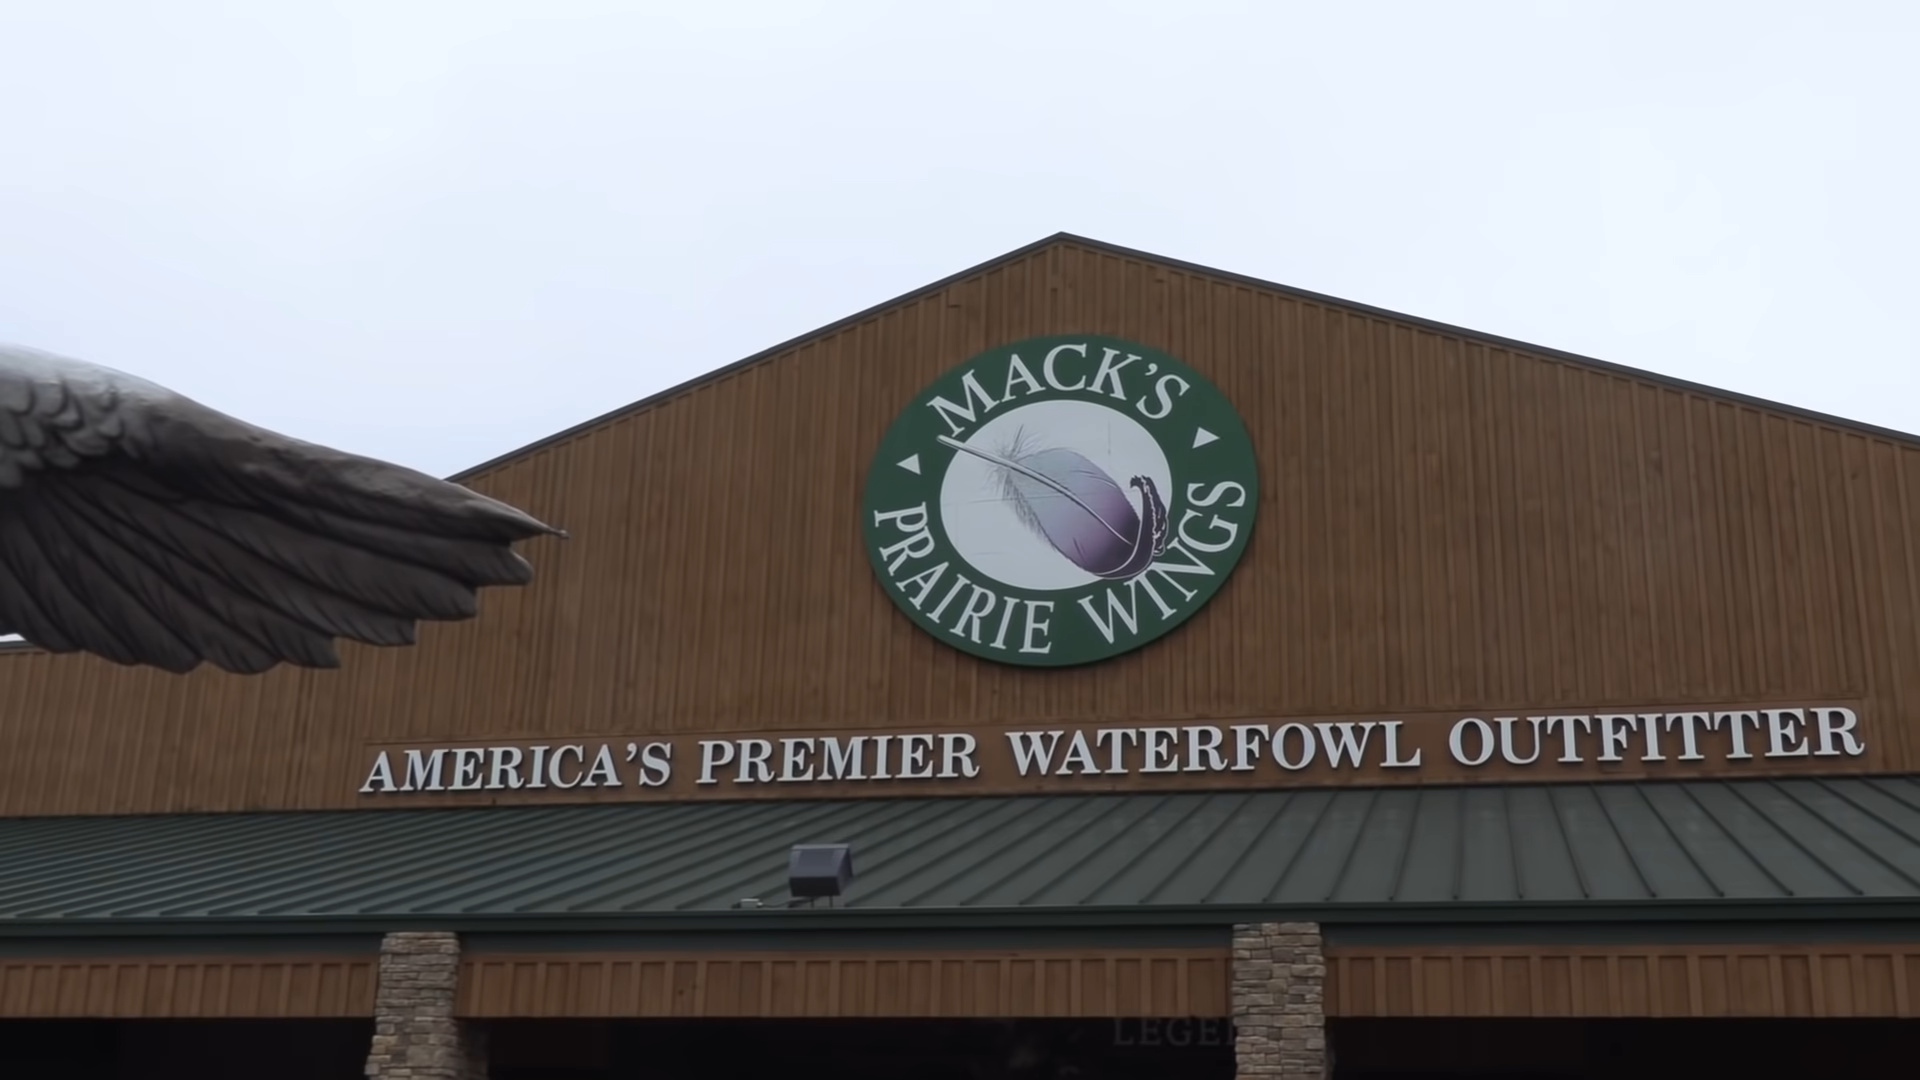 MACK'S
PRAIRIE WINGS
AMERICA'S PREMIER WATERFOWL OUTFITTER